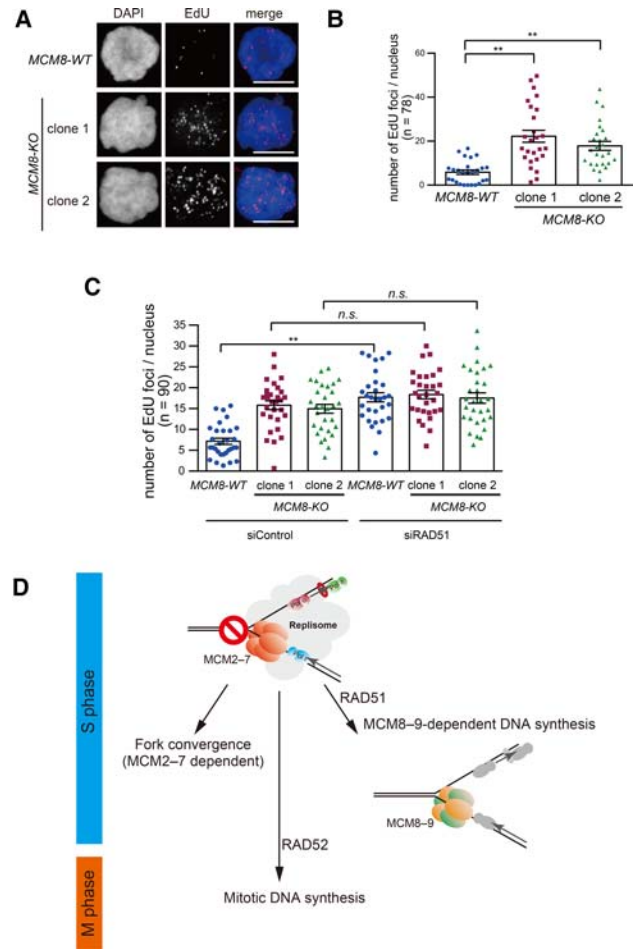 A
DAPI EdU merge
MCM8-WT
MCM8-KO
clone 1
clone 2
B
number of EdU foci / nucleus
(n = 78)
60
40
20
0
** **
MCM8-WT clone 1 clone 2
MCM8-KO
C
number of EdU foci / nucleus
(n = 90)
35
30
25
20
15
10
5
0
n.s.
n.s.
**
MCM8-WT clone 1 clone 2 MCM8-WT clone 1 clone 2
MCM8-KO MCM8-KO
siControl siRAD51
D
S phase
M phase
Replisome
MCM2–7
RAD51
Fork convergence
(MCM2–7 dependent)
MCM8–9-dependent DNA synthesis
MCM8–9
RAD52
Mitotic DNA synthesis